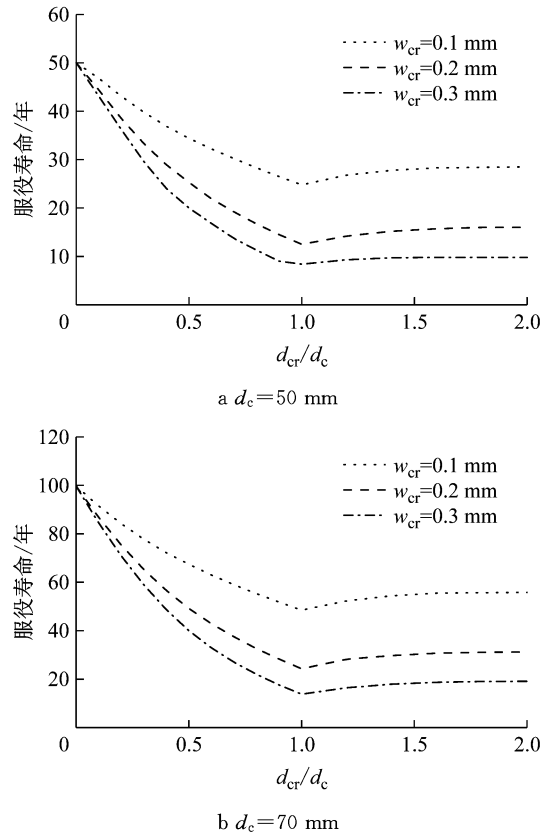 60
50
40
30
20
10
0
0.5
1.0
1.5
2.0
服役寿命/年
wcr=0.1 mm
wcr=0.2 mm
wcr=0.3 mm
dcr/dc
a dc=50 mm
120
100
80
60
40
20
0
0.5
1.0
1.5
2.0
服役寿命/年
wcr=0.1 mm
wcr=0.2 mm
wcr=0.3 mm
dcr/dc
b dc=70 mm